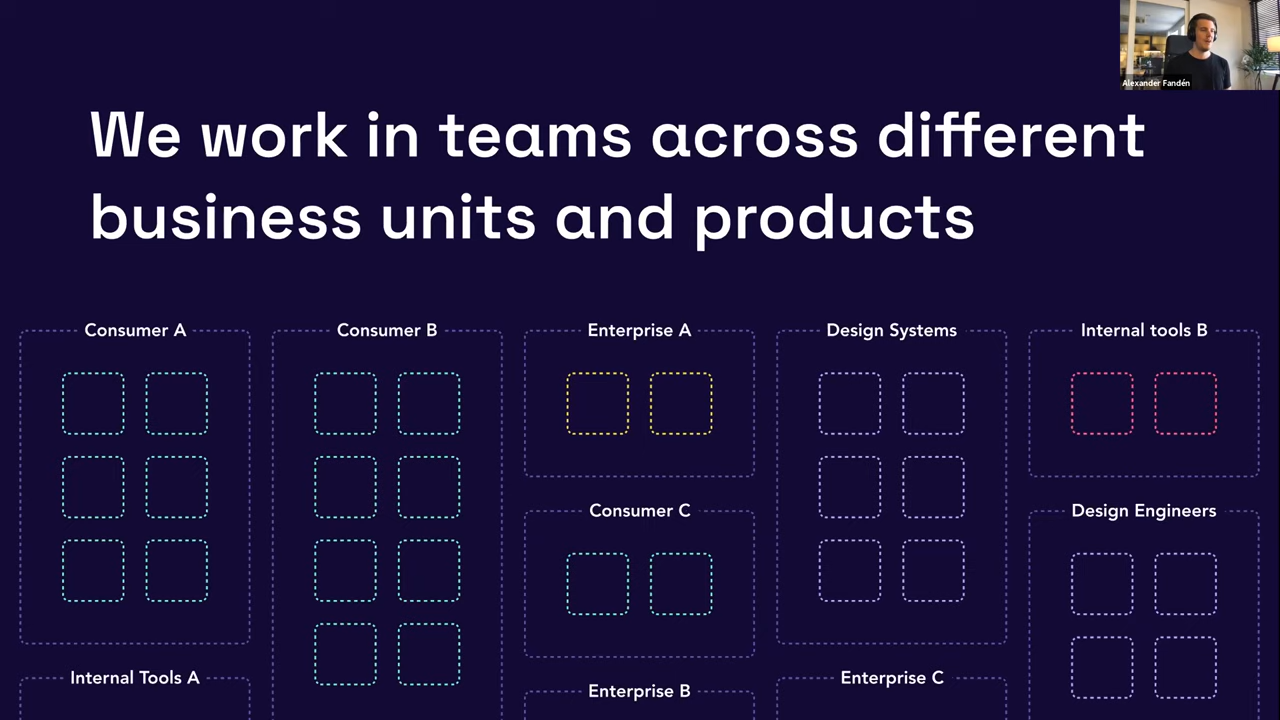 Alexander Fandén
We work in teams across different
business units and products
Consumer A
Consumer B
Enterprise A
Design Systems
Internal tools B
Consumer C
Design Engineers
Internal Tools A
Enterprise B
Enterprise C